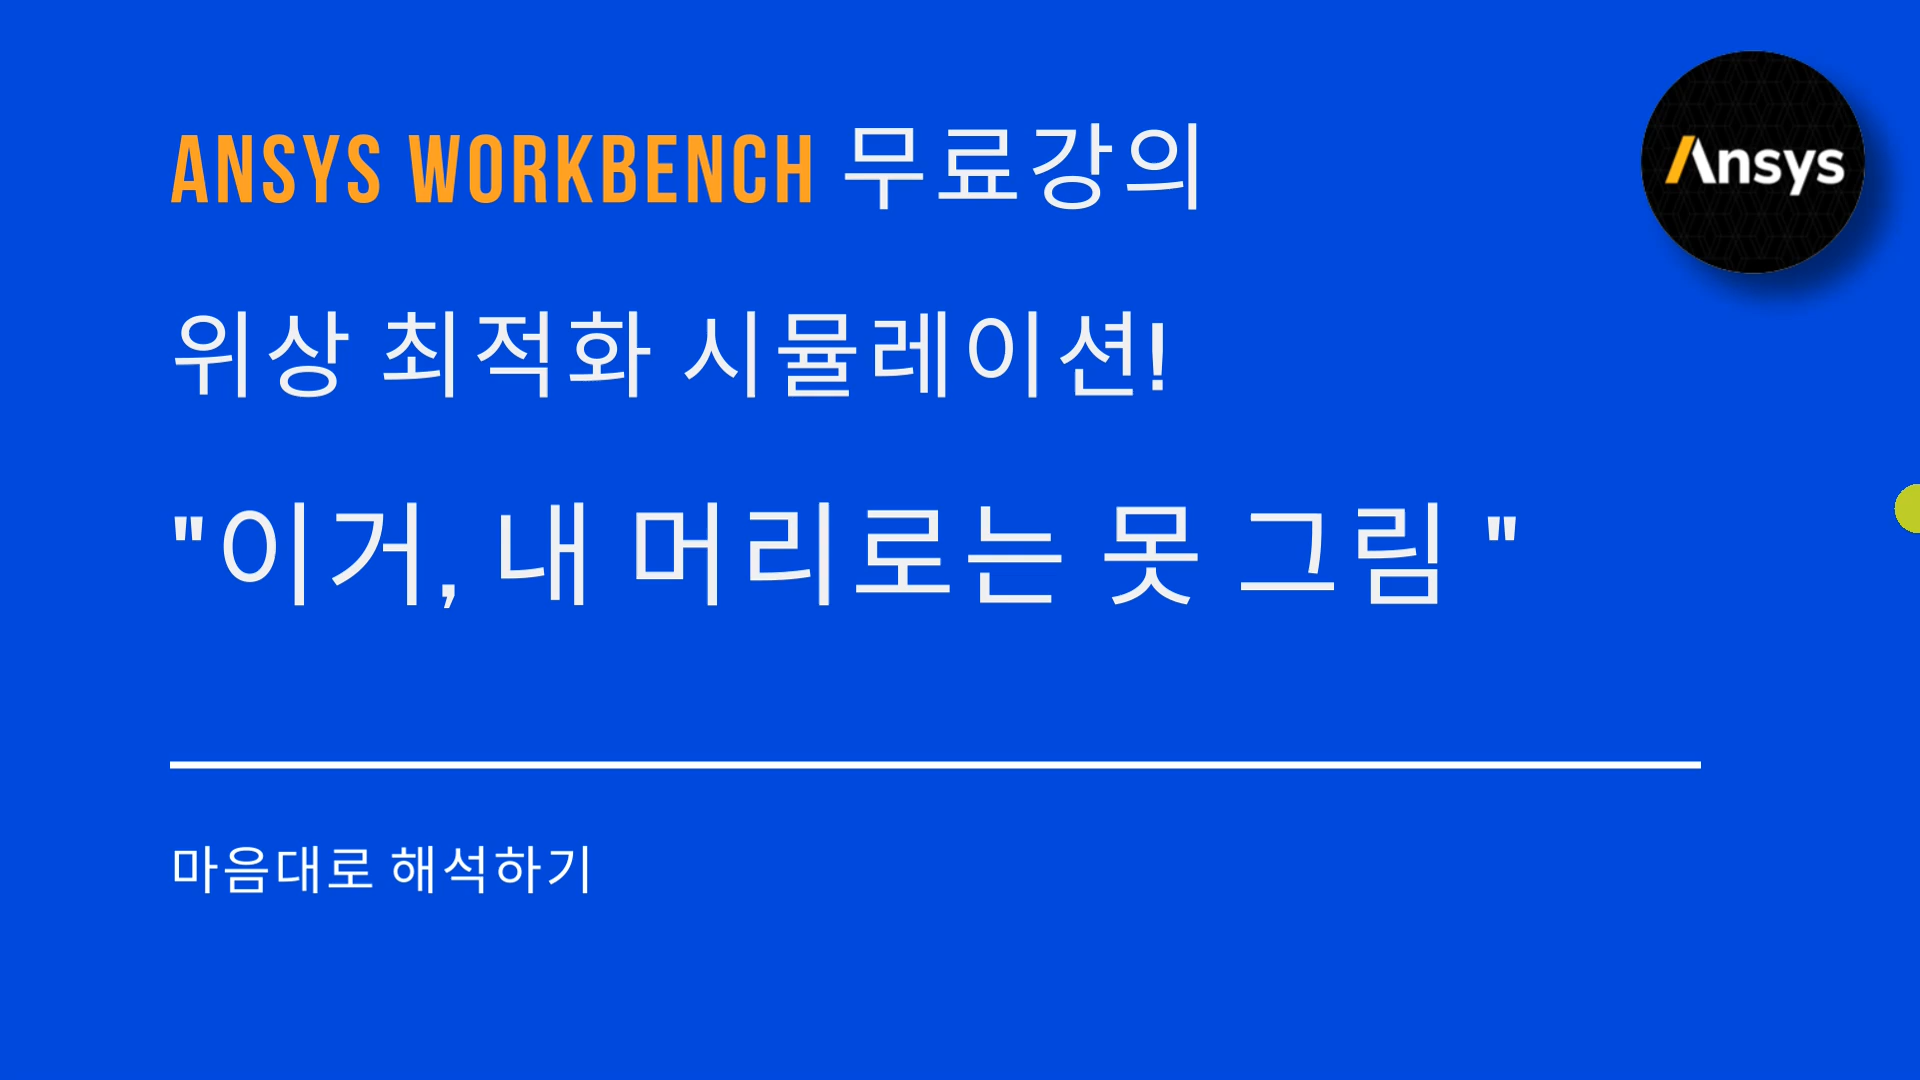 ANSYS WORKBENCH 무료강의
Ansys
위상 최적화 시뮬레이션!
"이거, 내 머리로는 못 그림 "
마음대로 해석하기